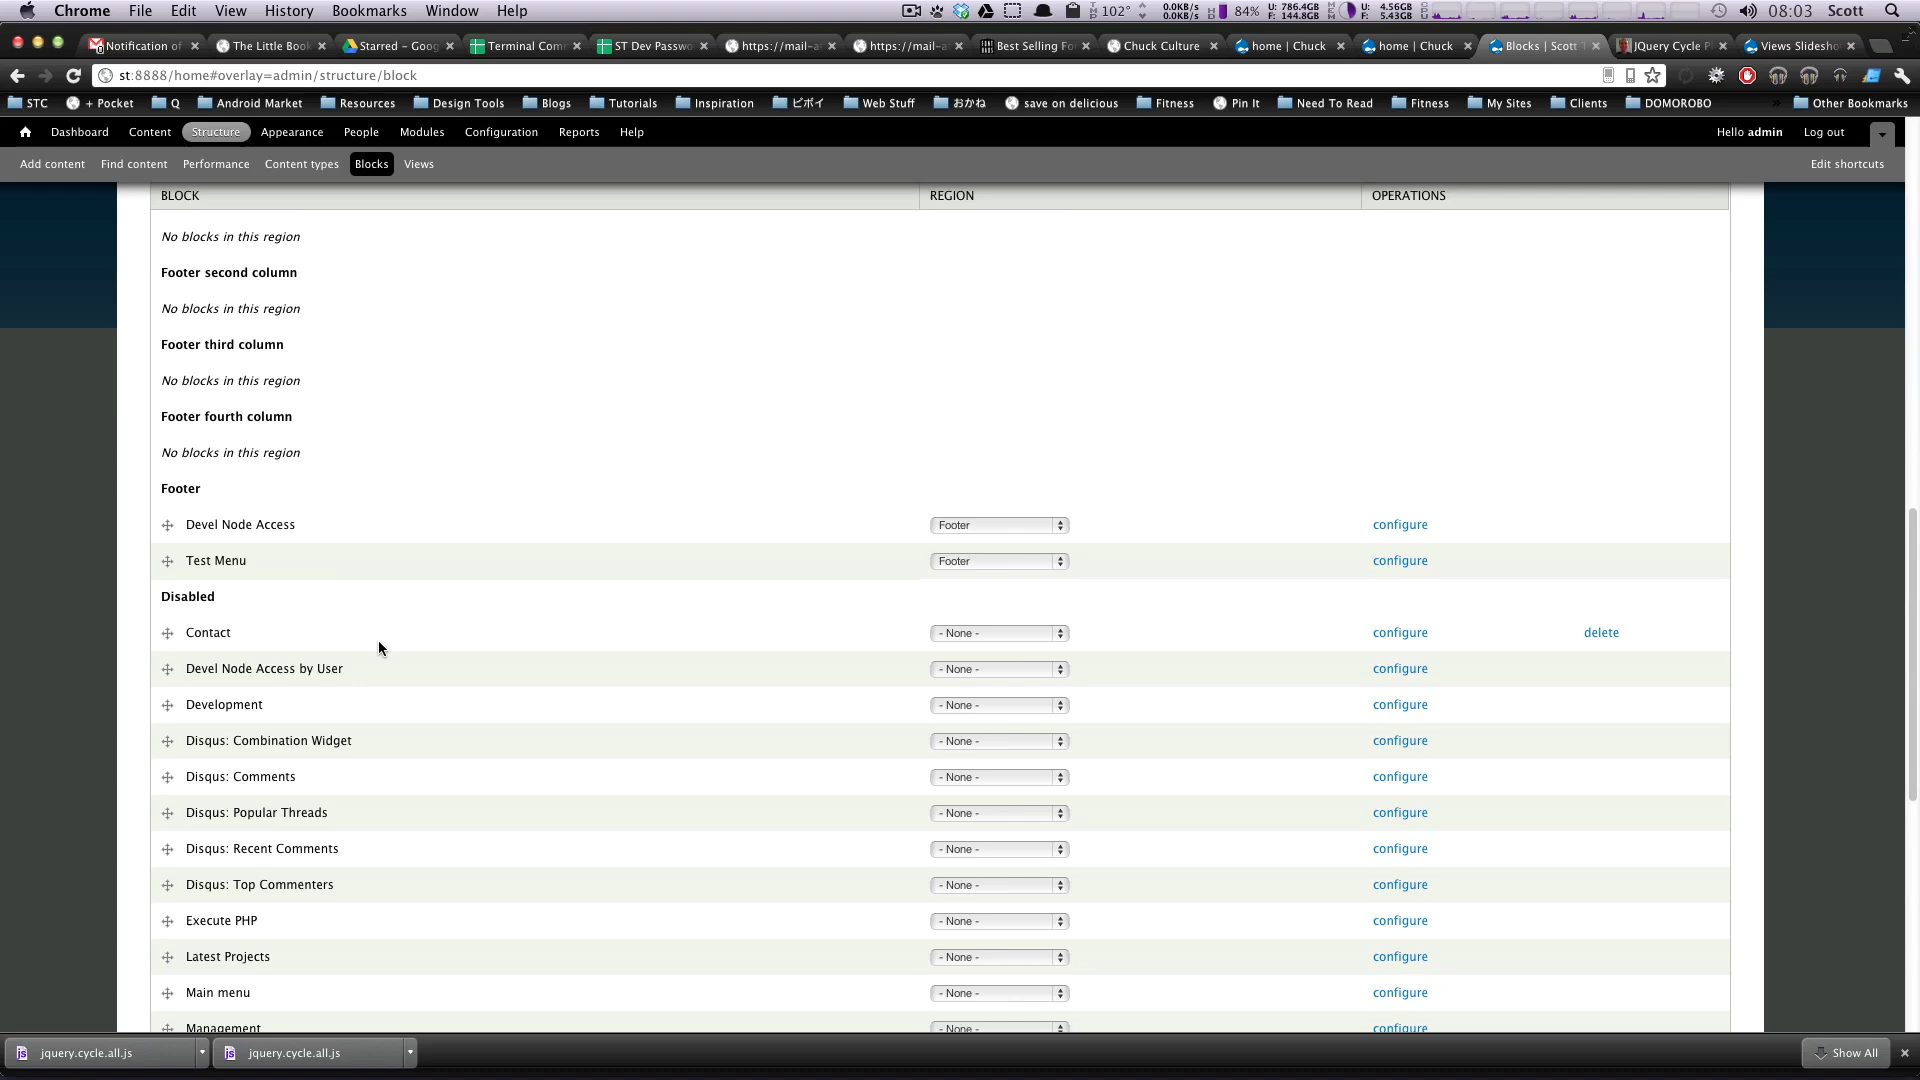 Chrome File Edit View History Bookmarks Window Help 102° 0.0KB/s 0.0KB/s 84% U: 786.4GB F: 144.8GB U: 4.56GB F: 5.43GB 08:03 Scott
Notification of The Little Boo Starred – Goog Terminal Com ST Dev Passwo https://mail-a https://mail-a Best Selling Fo Chuck Culture home | Chuck home | Chuck Blocks | Scott JQuery Cycle P Views Slidesho
st:8888/home#overlay=admin/structure/block
STC + Pocket Q Android Market Resources Design Tools Blogs Tutorials Inspiration ビボイ Web Stuff おかね save on delicious Fitness Pin It Need To Read Fitness My Sites Clients DOMOROBO » Other Bookmarks
Dashboard Content Structure Appearance People Modules Configuration Reports Help Hello admin Log out
Add content Find content Performance Content types Blocks Views Edit shortcuts
BLOCK REGION OPERATIONS
No blocks in this region
Footer second column
No blocks in this region
Footer third column
No blocks in this region
Footer fourth column
No blocks in this region
Footer
Devel Node Access Footer configure
Test Menu Footer configure
Disabled
Contact - None - configure delete
Devel Node Access by User - None - configure
Development - None - configure
Disqus: Combination Widget - None - configure
Disqus: Comments - None - configure
Disqus: Popular Threads - None - configure
Disqus: Recent Comments - None - configure
Disqus: Top Commenters - None - configure
Execute PHP - None - configure
Latest Projects - None - configure
Main menu - None - configure
Management - None - configure
jquery.cycle.all.js jquery.cycle.all.js Show All